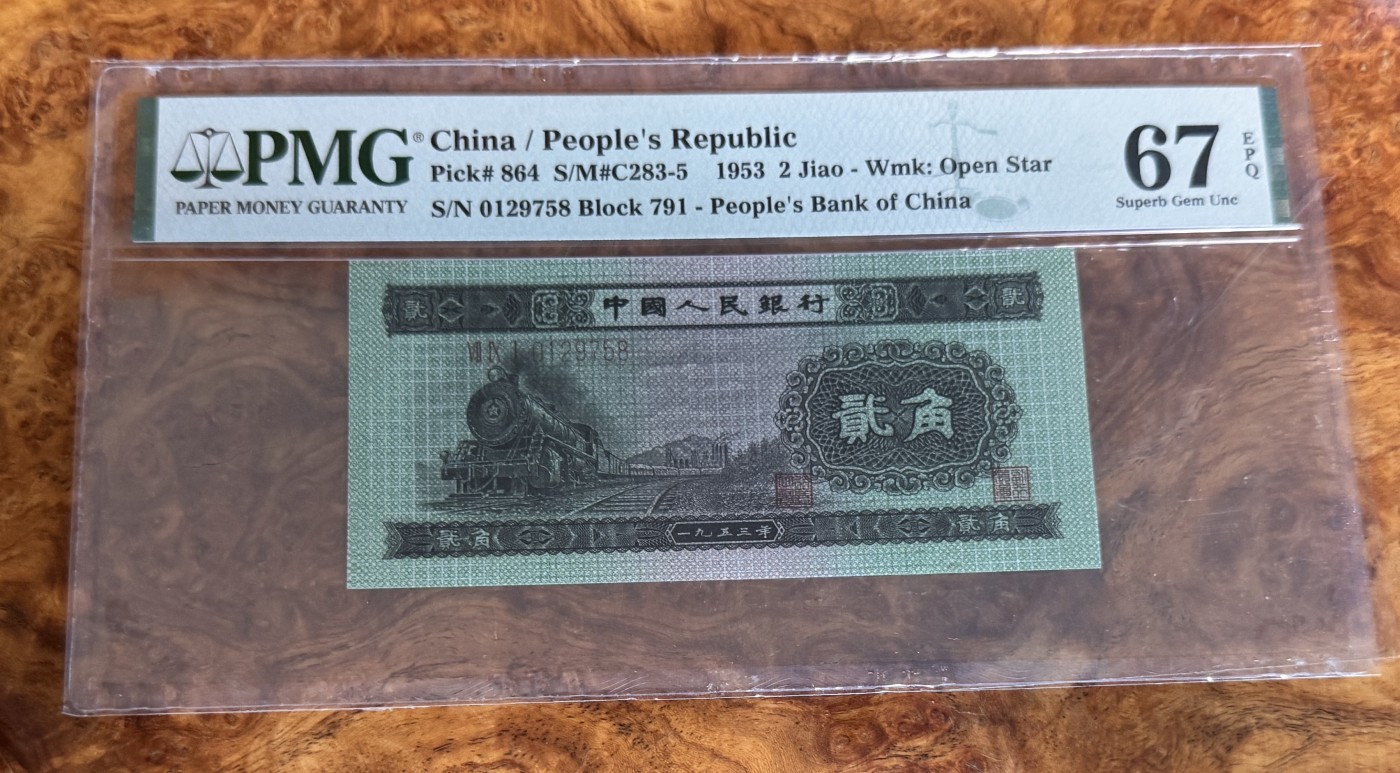 PMG® China / People's Republic
Pick# 864 S/M#C283-5 1953 2 Jiao - Wmk: Open Star
PAPER MONEY GUARANTY
S/N 0129758 Block 791 - People's Bank of China
67 EPQ
Superb Gem Unc
貳 中國人民銀行 貳
0129758
貳角
貳角 一九五三年 貳角